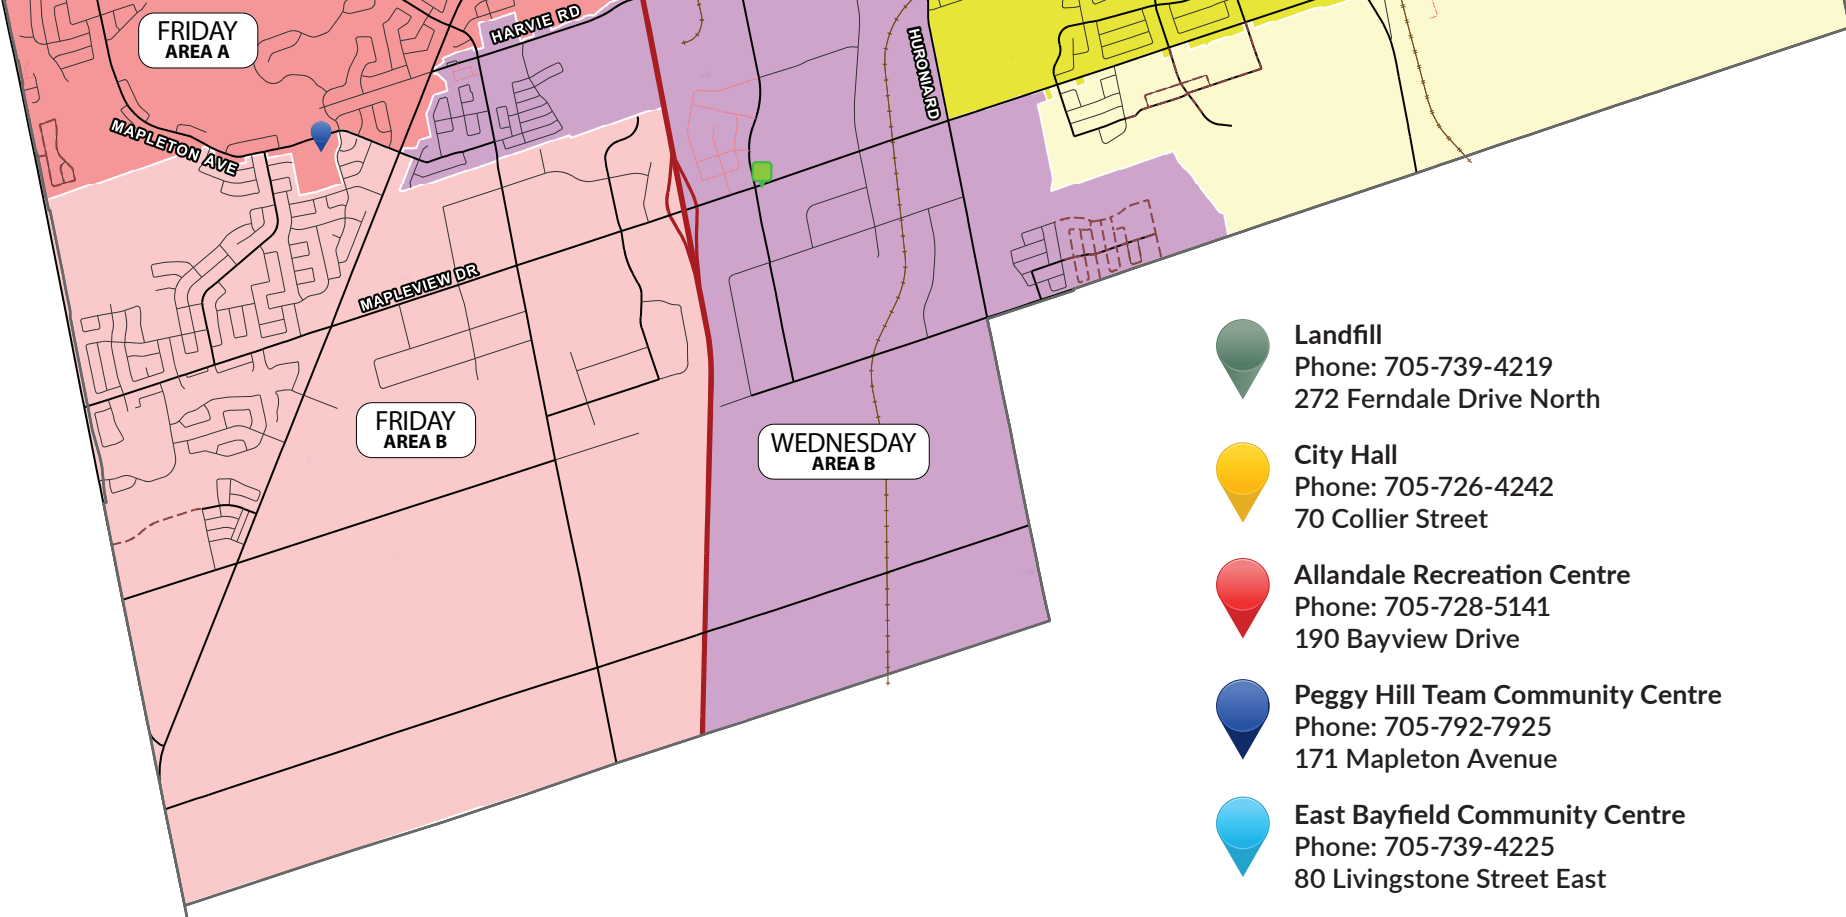 FRIDAY
AREA A
HARVIE RD
HURONIA RD
MAPLETON AVE
MAPLEVIEW DR
FRIDAY
AREA B
WEDNESDAY
AREA B
Landfill
Phone: 705-739-4219
272 Ferndale Drive North
City Hall
Phone: 705-726-4242
70 Collier Street
Allandale Recreation Centre
Phone: 705-728-5141
190 Bayview Drive
Peggy Hill Team Community Centre
Phone: 705-792-7925
171 Mapleton Avenue
East Bayfield Community Centre
Phone: 705-739-4225
80 Livingstone Street East